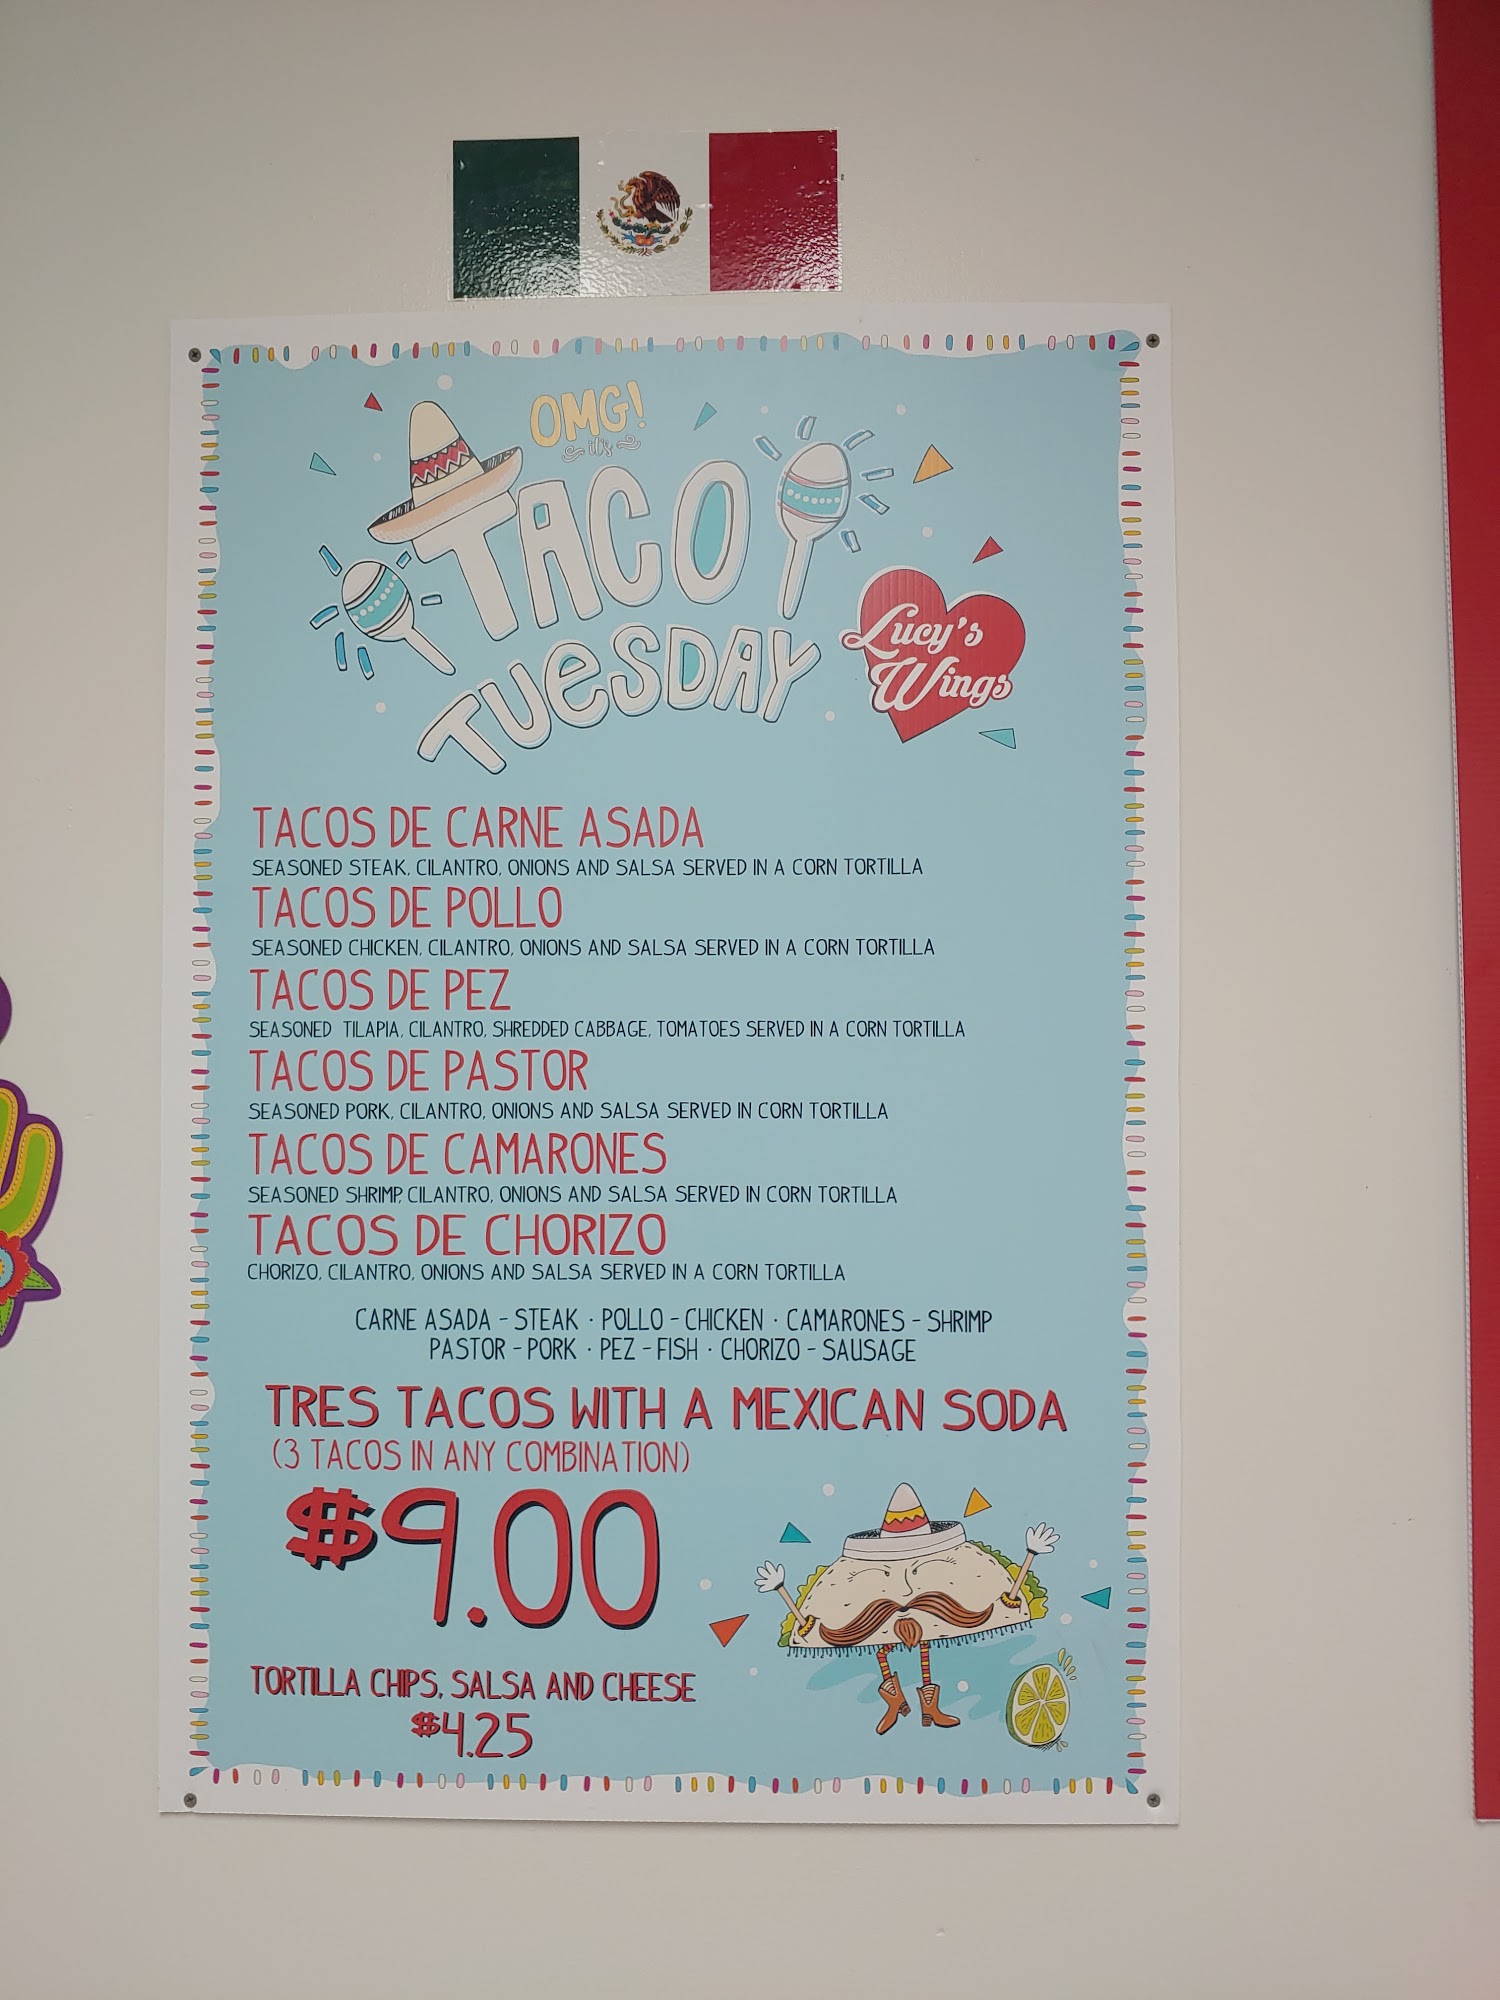 OMG!
it's
TACO
TUESDAY
Lucy's
Wings
TACOS DE CARNE ASADA
SEASONED STEAK, CILANTRO, ONIONS AND SALSA SERVED IN A CORN TORTILLA
TACOS DE POLLO
SEASONED CHICKEN, CILANTRO, ONIONS AND SALSA SERVED IN A CORN TORTILLA
TACOS DE PEZ
SEASONED TILAPIA, CILANTRO, SHREDDED CABBAGE, TOMATOES SERVED IN A CORN TORTILLA
TACOS DE PASTOR
SEASONED PORK, CILANTRO, ONIONS AND SALSA SERVED IN CORN TORTILLA
TACOS DE CAMARONES
SEASONED SHRIMP, CILANTRO, ONIONS AND SALSA SERVED IN CORN TORTILLA
TACOS DE CHORIZO
CHORIZO, CILANTRO, ONIONS AND SALSA SERVED IN A CORN TORTILLA
CARNE ASADA - STEAK · POLLO - CHICKEN · CAMARONES - SHRIMP
PASTOR - PORK · PEZ - FISH · CHORIZO - SAUSAGE
TRES TACOS WITH A MEXICAN SODA
(3 TACOS IN ANY COMBINATION)
$9.00
TORTILLA CHIPS, SALSA AND CHEESE
$4.25